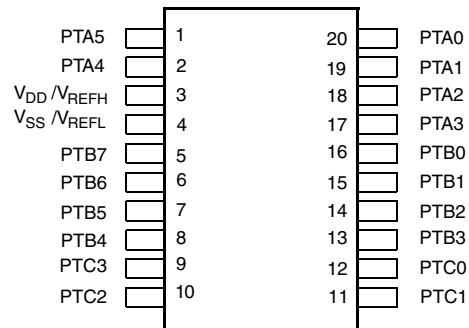 PTA5 1 20 PTA0
PTA4 2 19 PTA1
VDD /VREFH 3 18 PTA2
VSS /VREFL 4 17 PTA3
PTB7 5 16 PTB0
PTB6 6 15 PTB1
PTB5 7 14 PTB2
PTB4 8 13 PTB3
PTC3 9 12 PTC0
PTC2 10 11 PTC1